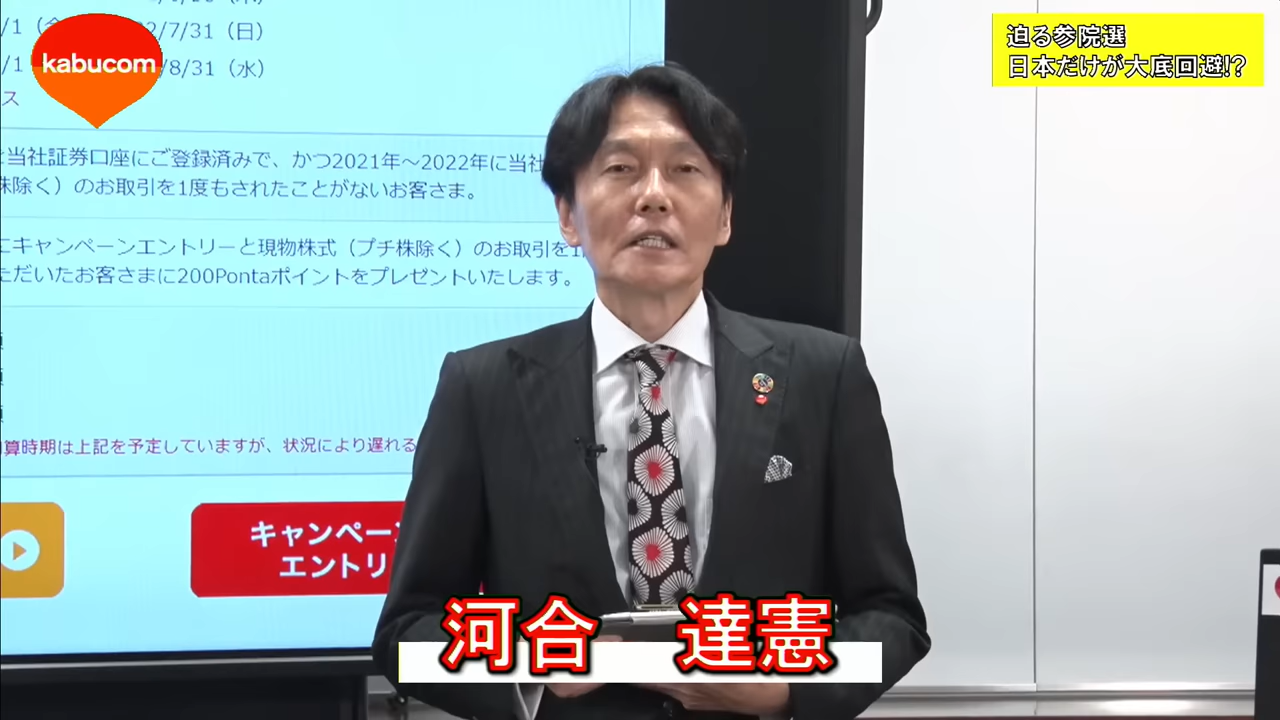 /1（金
2/7/31（日）
/1
8/31（水）
ス
kabucom
迫る参院選
日本だけが大底回避!?
当社証券口座にご登録済みで、かつ2021年～2022年に当社
株除く）のお取引を1度もされたことがないお客さま。
にキャンペーンエントリーと現物株式（プチ株除く）のお取引を1
ただいたお客さまに200Pontaポイントをプレゼントいたします。
算時期は上記を予定していますが、状況により遅れる
キャンペーン
エントリ
河合 達憲